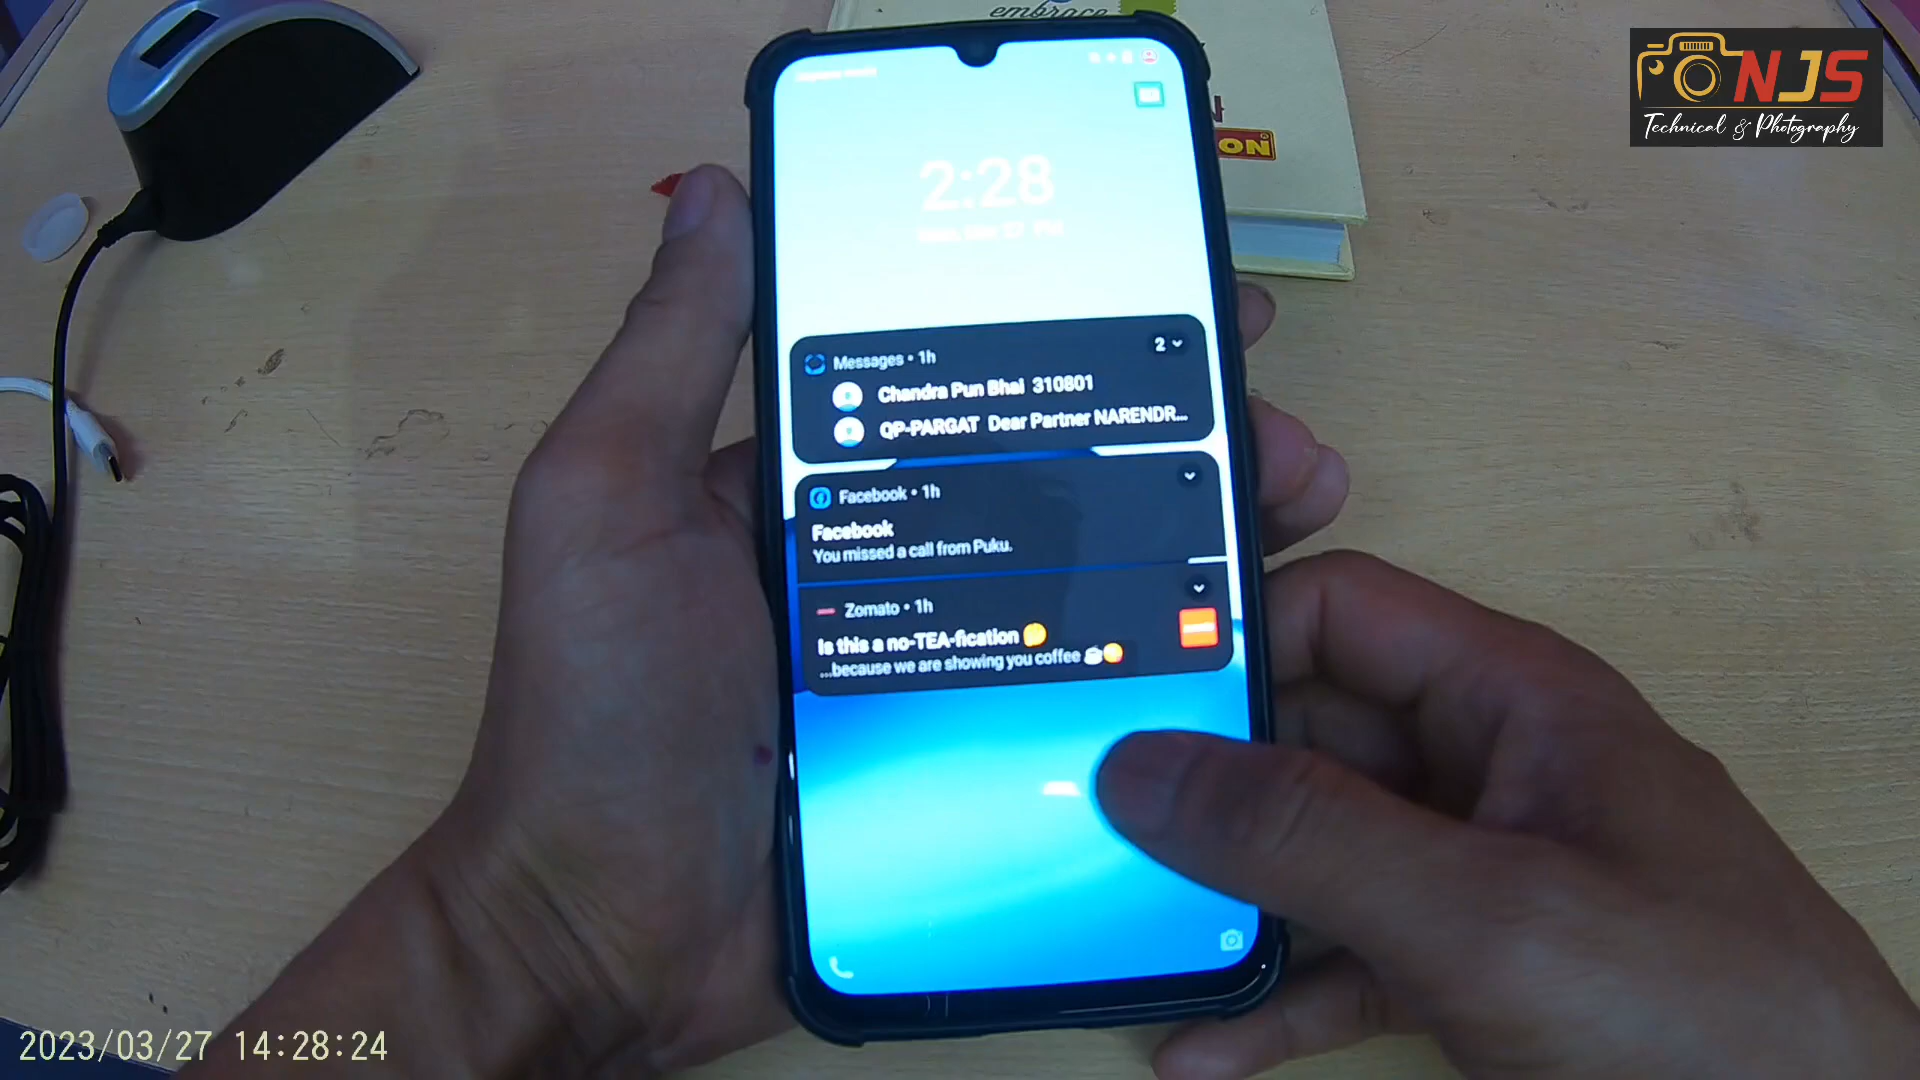 embrace
NJS
Technical & Photography
N
ON
2:28
Messages • 1h
2
Chandra Pun Bhai 310801
QP-PARGAT Dear Partner NARENDR...
Facebook • 1h
Facebook
You missed a call from Puku.
Zomato • 1h
Is this a no-TEA-fication
...because we are showing you coffee
2023/03/27 14:28:24